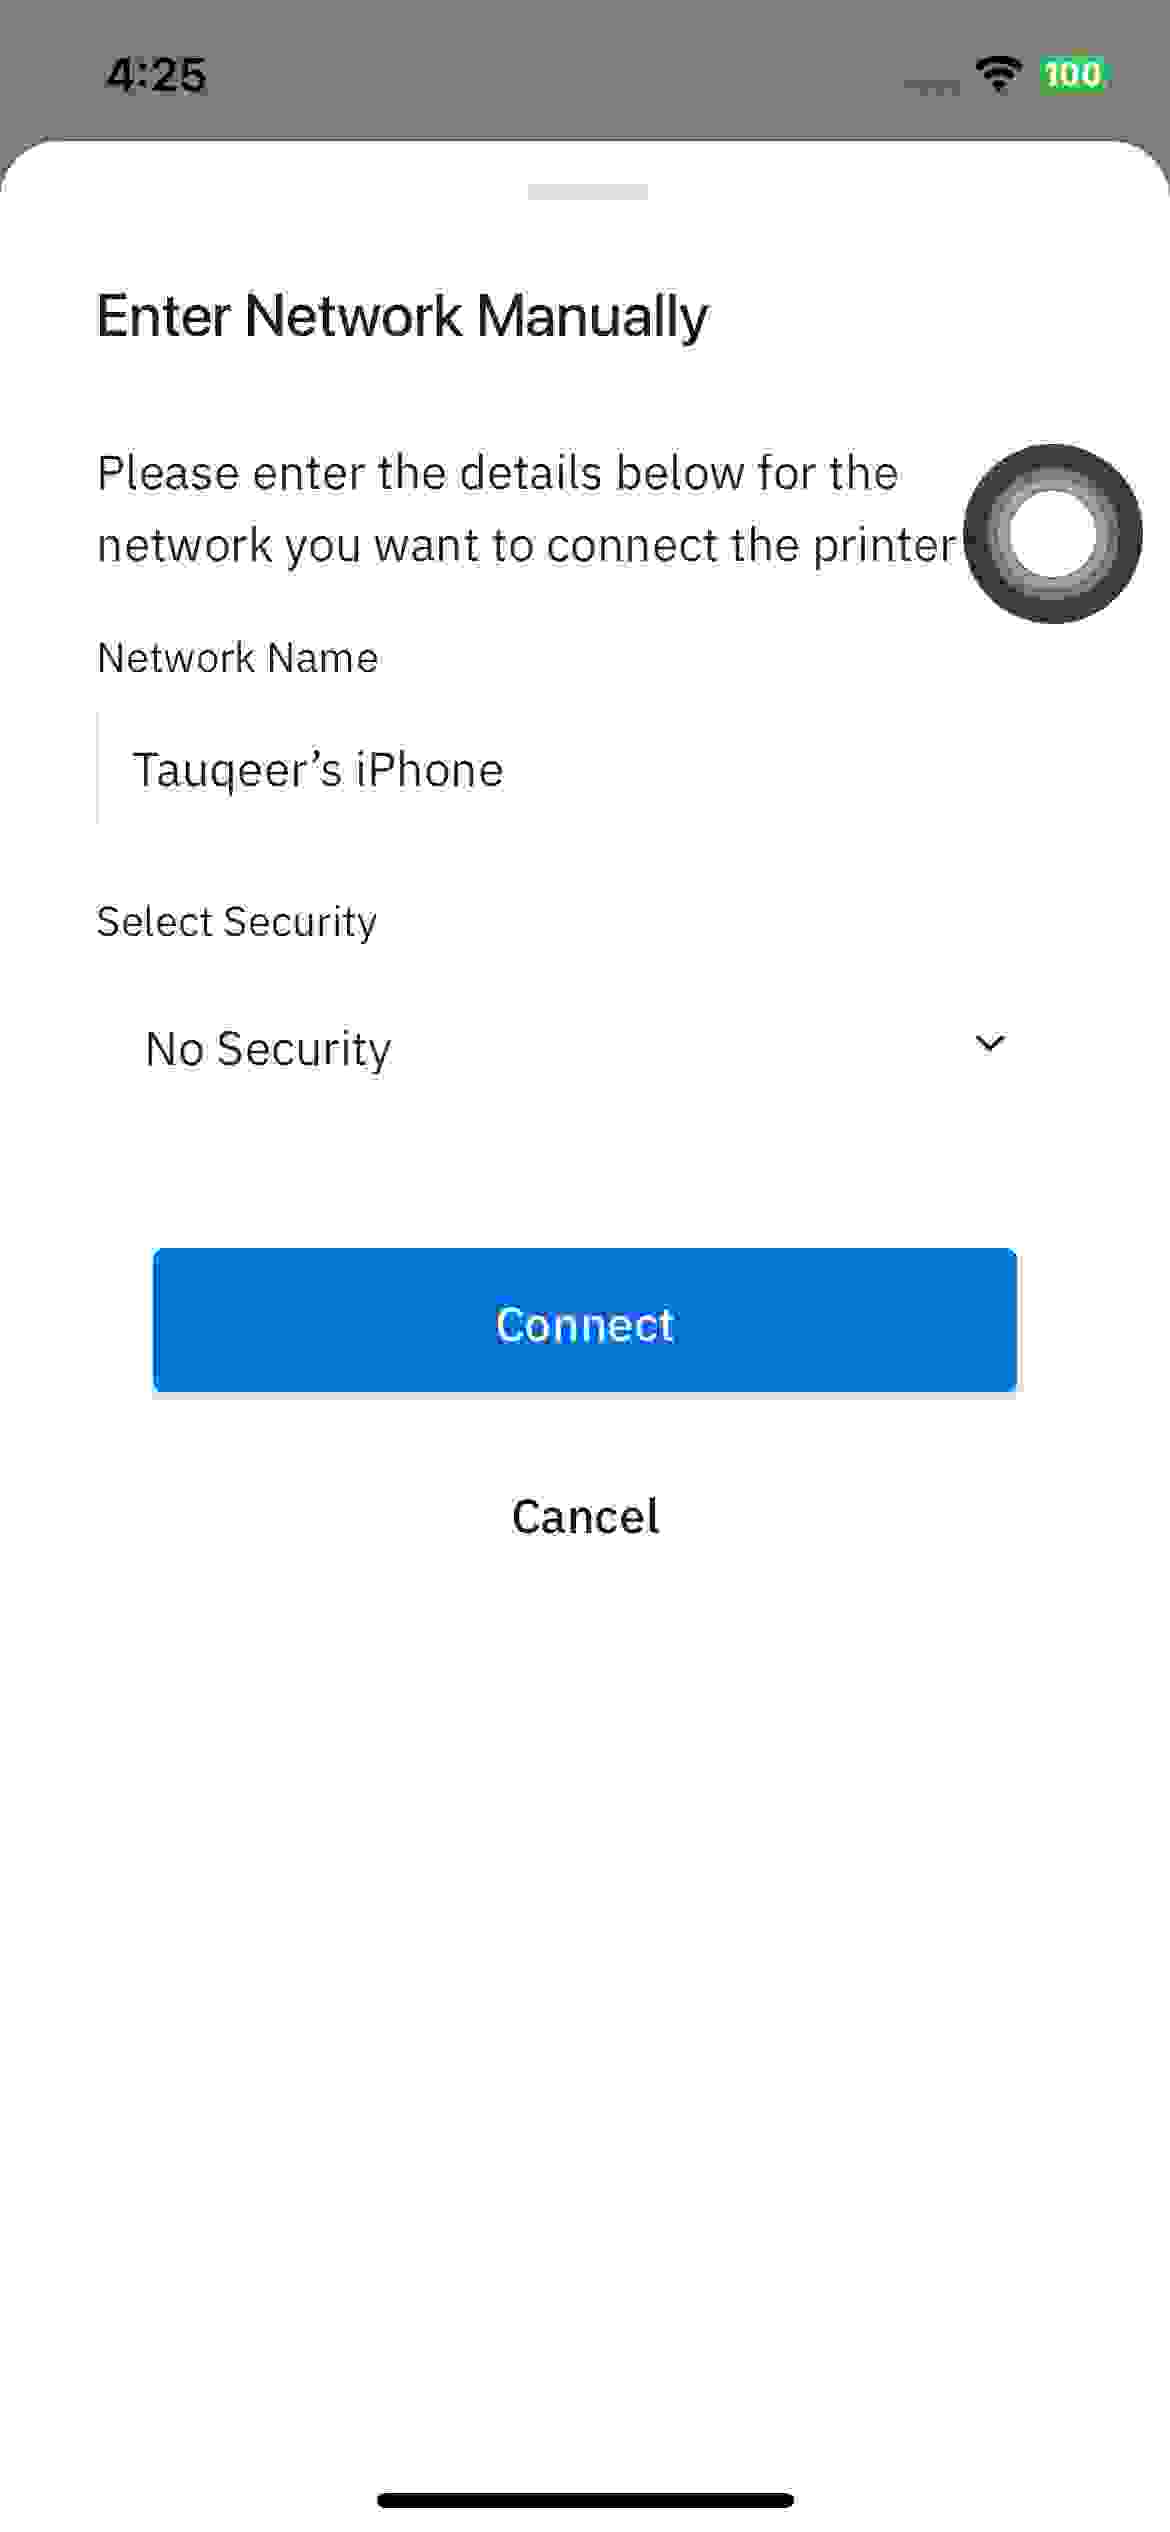 4:25
100
Enter Network Manually
Please enter the details below for the
network you want to connect the printer
Network Name
Tauqeer’s iPhone
Select Security
No Security
Connect
Cancel